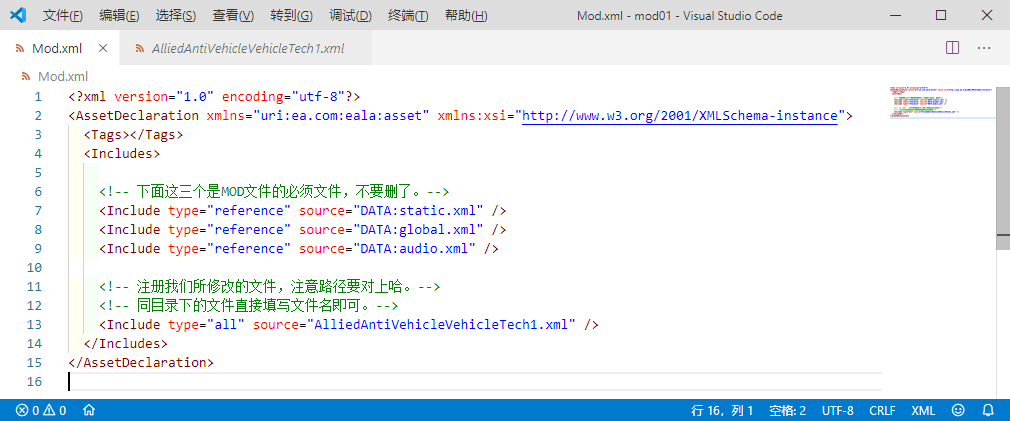 文件(F) 编辑(E) 选择(S) 查看(V) 转到(G) 调试(D) 终端(T) 帮助(H) Mod.xml - mod01 - Visual Studio Code
Mod.xml AlliedAntiVehicleVehicleTech1.xml
Mod.xml
1 <?xml version="1.0" encoding="utf-8"?>
2 <AssetDeclaration xmlns="uri:ea.com:eala:asset" xmlns:xsi="http://www.w3.org/2001/XMLSchema-instance">
3 <Tags></Tags>
4 <Includes>
5
6 <!-- 下面这三个是MOD文件的必须文件，不要删了。-->
7 <Include type="reference" source="DATA:static.xml" />
8 <Include type="reference" source="DATA:global.xml" />
9 <Include type="reference" source="DATA:audio.xml" />
10
11 <!-- 注册我们所修改的文件，注意路径要对上哈。-->
12 <!-- 同目录下的文件直接填写文件名即可。-->
13 <Include type="all" source="AlliedAntiVehicleVehicleTech1.xml" />
14 </Includes>
15 </AssetDeclaration>
16
0 0 行 16，列 1 空格: 2 UTF-8 CRLF XML